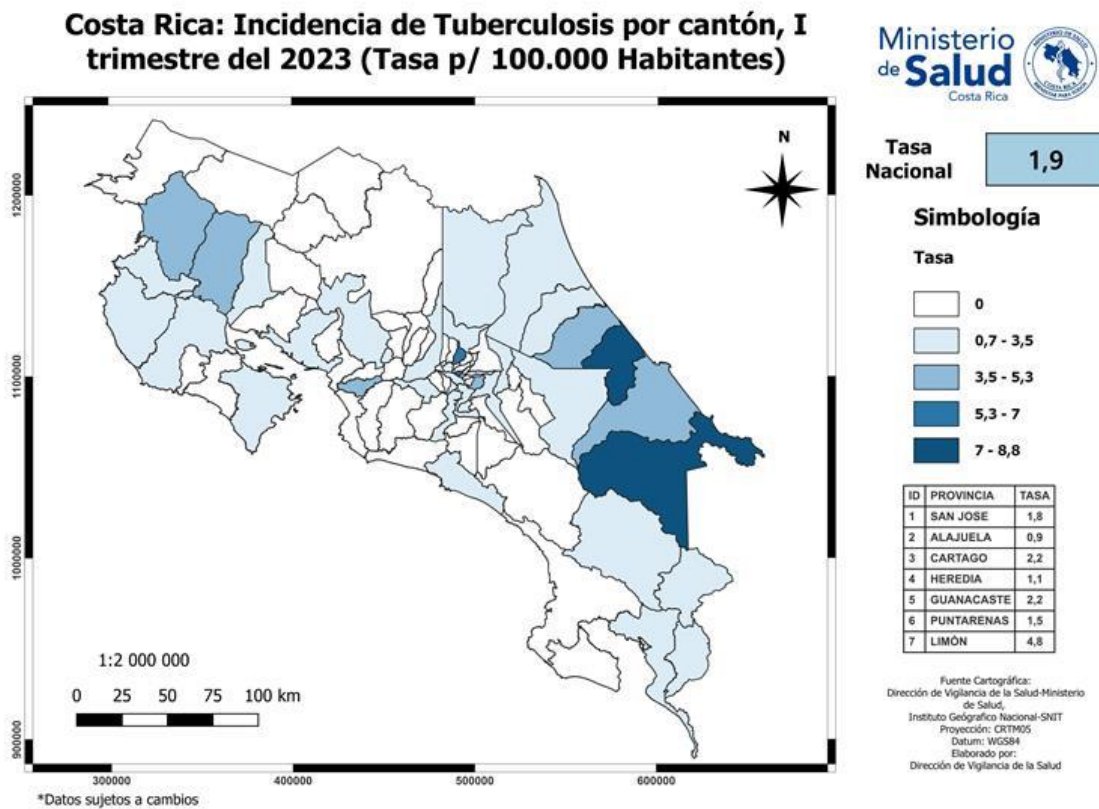 Costa Rica: Incidencia de Tuberculosis por cantón, I
trimestre del 2023 (Tasa p/ 100.000 Habitantes)
Ministerio
de Salud
Costa Rica
MINISTERIO DE SALUD
COSTA RICA
Tasa
Nacional
1,9
Simbología
Tasa
0
0,7 - 3,5
3,5 - 5,3
5,3 - 7
7 - 8,8
ID PROVINCIA TASA
1 SAN JOSE 1,8
2 ALAJUELA 0,9
3 CARTAGO 2,2
4 HEREDIA 1,1
5 GUANACASTE 2,2
6 PUNTARENAS 1,5
7 LIMÓN 4,8
Fuente Cartográfica:
Dirección de Vigilancia de la Salud-Ministerio
de Salud,
Instituto Geógrafico Nacional-SNIT
Proyección: CRTM05
Datum: WGS84
Elaborado por:
Dirección de Vigilancia de la Salud
N
1200000
1100000
1000000
900000
1:2 000 000
0 25 50 75 100 km
300000 400000 500000 600000
*Datos sujetos a cambios